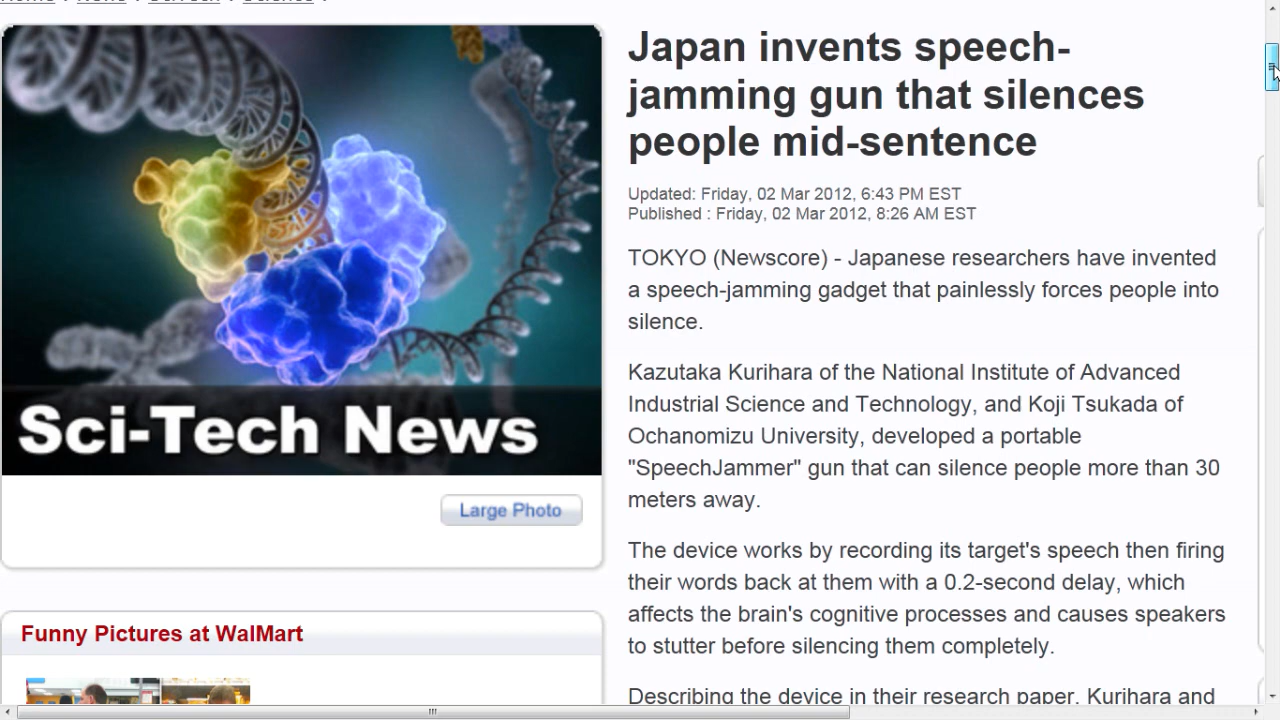 Japan invents speech-
jamming gun that silences
people mid-sentence
Updated: Friday, 02 Mar 2012, 6:43 PM EST
Published : Friday, 02 Mar 2012, 8:26 AM EST
TOKYO (Newscore) - Japanese researchers have invented
a speech-jamming gadget that painlessly forces people into
silence.
Kazutaka Kurihara of the National Institute of Advanced
Industrial Science and Technology, and Koji Tsukada of
Ochanomizu University, developed a portable
"SpeechJammer" gun that can silence people more than 30
meters away.
The device works by recording its target's speech then firing
their words back at them with a 0.2-second delay, which
affects the brain's cognitive processes and causes speakers
to stutter before silencing them completely.
Describing the device in their research paper, Kurihara and
Sci-Tech News
Large Photo
Funny Pictures at WalMart